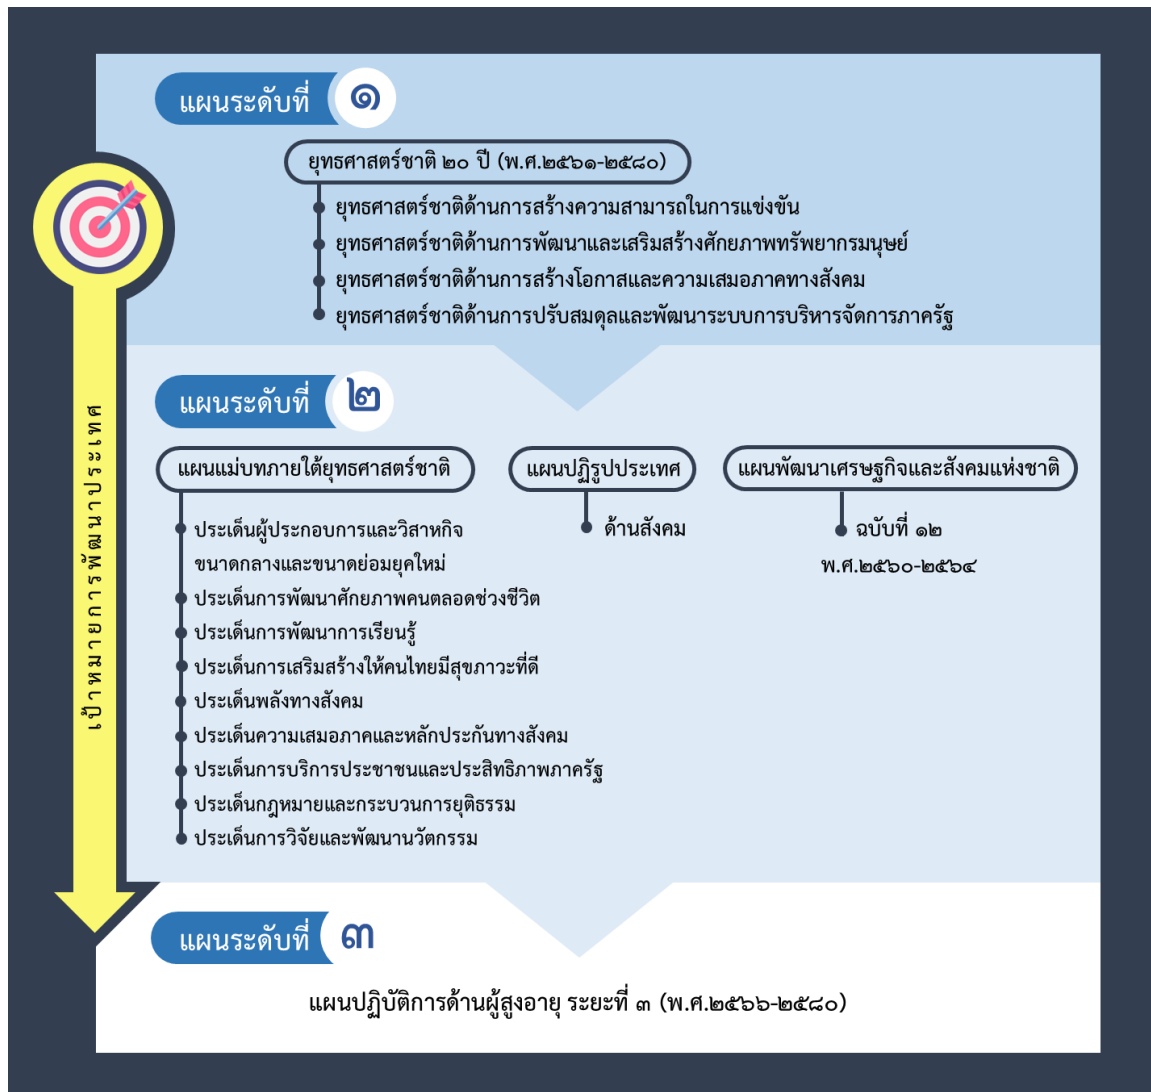 แผนระดับที่ ๑
ยุทธศาสตร์ชาติ ๒๐ ปี (พ.ศ.๒๕๖๑-๒๕๘๐)
ยุทธศาสตร์ชาติด้านการสร้างความสามารถในการแข่งขัน
ยุทธศาสตร์ชาติด้านการพัฒนาและเสริมสร้างศักยภาพทรัพยากรมนุษย์
ยุทธศาสตร์ชาติด้านการสร้างโอกาสและความเสมอภาคทางสังคม
ยุทธศาสตร์ชาติด้านการปรับสมดุลและพัฒนาระบบการบริหารจัดการภาครัฐ
เป้าหมายการพัฒนาประเทศ
แผนระดับที่ ๒
แผนแม่บทภายใต้ยุทธศาสตร์ชาติ
ประเด็นผู้ประกอบการและวิสาหกิจ
ขนาดกลางและขนาดย่อมยุคใหม่
ประเด็นการพัฒนาศักยภาพคนตลอดช่วงชีวิต
ประเด็นการพัฒนาการเรียนรู้
ประเด็นการเสริมสร้างให้คนไทยมีสุขภาวะที่ดี
ประเด็นพลังทางสังคม
ประเด็นความเสมอภาคและหลักประกันทางสังคม
ประเด็นการบริการประชาชนและประสิทธิภาพภาครัฐ
ประเด็นกฎหมายและกระบวนการยุติธรรม
ประเด็นการวิจัยและพัฒนานวัตกรรม
แผนปฏิรูปประเทศ
ด้านสังคม
แผนพัฒนาเศรษฐกิจและสังคมแห่งชาติ
ฉบับที่ ๑๒
พ.ศ.๒๕๖๐-๒๕๖๔
แผนระดับที่ ๓
แผนปฏิบัติการด้านผู้สูงอายุ ระยะที่ ๓ (พ.ศ.๒๕๖๖-๒๕๘๐)